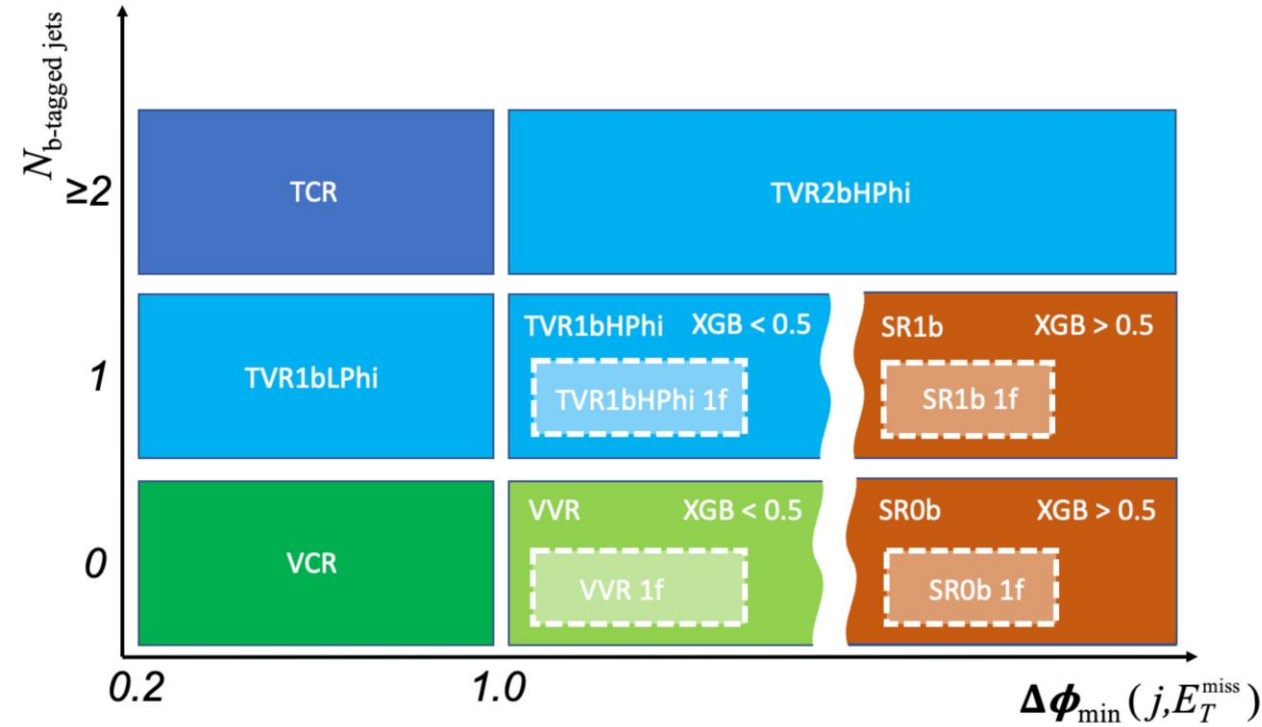 N b-tagged jets
≥2
TCR
TVR2bHPhi
1
TVR1bLPhi
TVR1bHPhi XGB < 0.5
TVR1bHPhi 1f
SR1b XGB > 0.5
SR1b 1f
0
VCR
VVR XGB < 0.5
VVR 1f
SR0b XGB > 0.5
SR0b 1f
0.2
1.0
Δϕmin (j,E_T^miss)